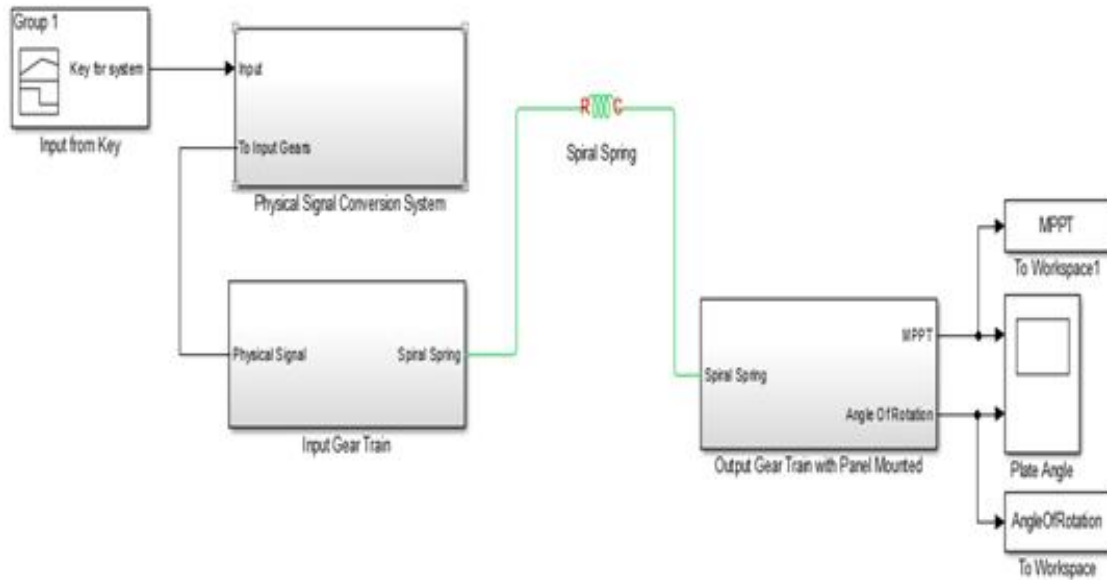 Group 1
Key for system
Input from Key
Input
To Input Gears
Physical Signal Conversion System
R C
Spiral Spring
Physical Signal
Spiral Spring
Input Gear Train
Spiral Spring
MPPT
Angle Of Rotation
Output Gear Train with Panel Mounted
MPPT
To Workspace1
Plate Angle
AngleOfRotation
To Workspace